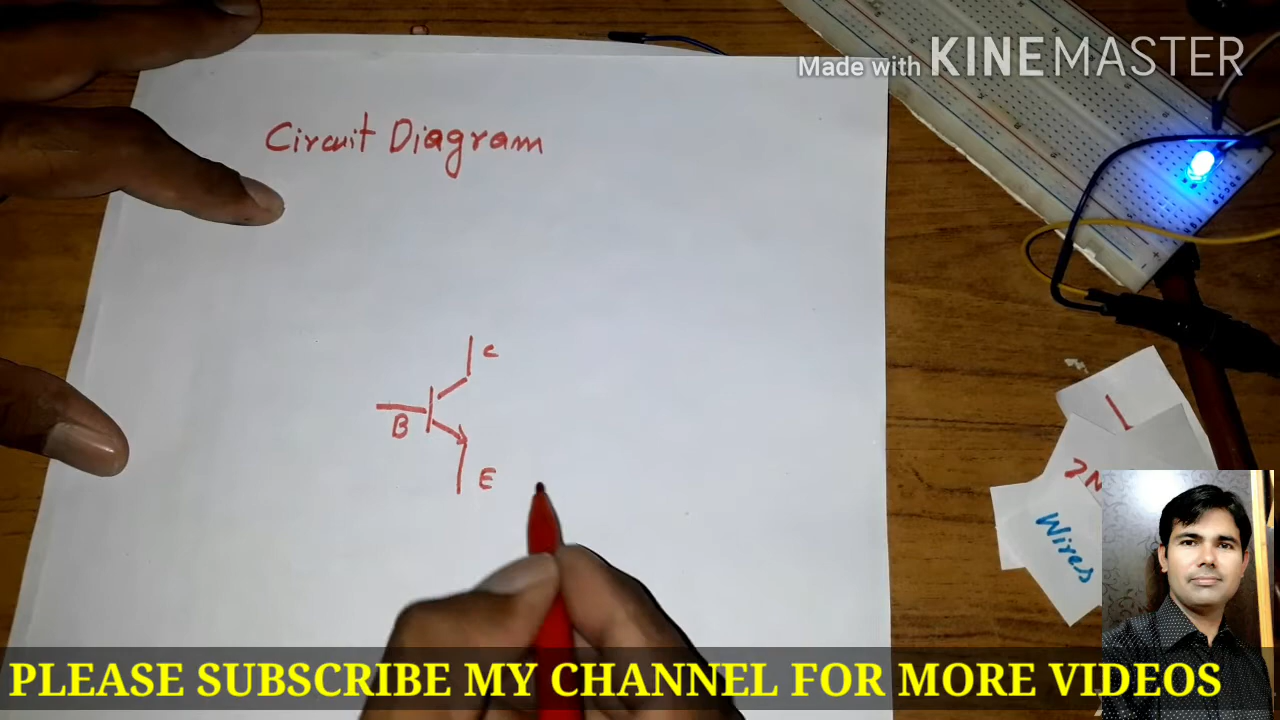 Made with KINEMASTER
Circuit Diagram
C
B
E
2N
Wires
PLEASE SUBSCRIBE MY CHANNEL FOR MORE VIDEOS